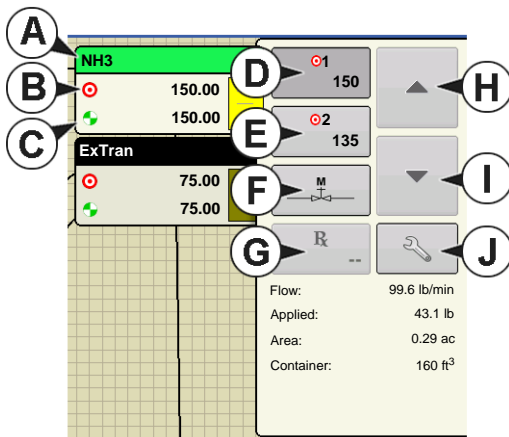 A
NH3
B
150.00
C
150.00
ExTran
75.00
75.00
D
1
150
E
2
135
F
M
G
Rx
--
H
I
J
Flow: 99.6 lb/min
Applied: 43.1 lb
Area: 0.29 ac
Container: 160 ft³